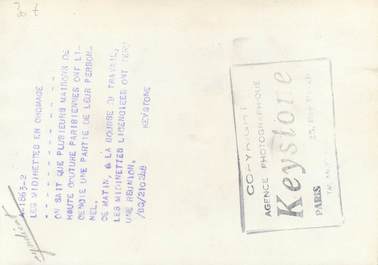 A-1663-2
LES MIDINETTES EN CHOMAGE
ON SAIT QUE PLUSIEURS MAISONS DE
HAUTE COUTURE PARISIENNES ONT LI-
CENCIE UNE PARTIE DE LEUR PERSON-
NEL.
CE MATIN, A LA BOURSE DU TRAVAIL,
LES MIDINETTES LICENCIEES ONT TENU
UNE REUNION.
KEYSTONE
COPYRIGHT
AGENCE PHOTOGRAPHIQUE
Keystone
PARIS